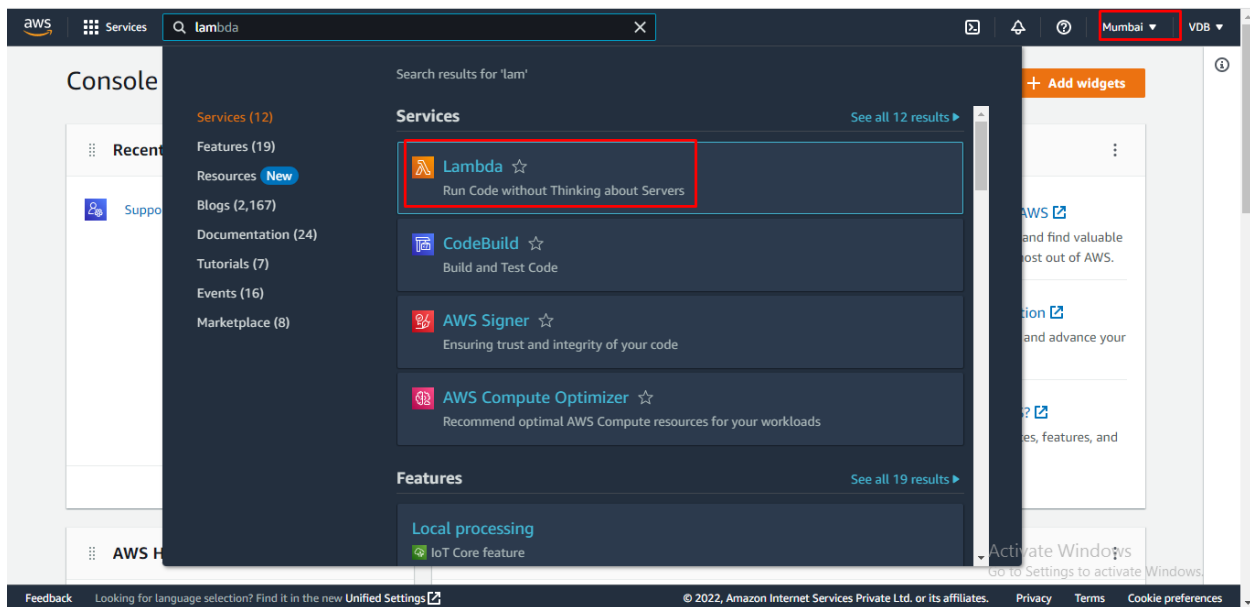 aws Services lambda Mumbai ▼ VDB ▼
Console
+ Add widgets
Search results for 'lam'
Services (12)
Features (19)
Resources New
Blogs (2,167)
Documentation (24)
Tutorials (7)
Events (16)
Marketplace (8)
Services See all 12 results ▶
Lambda
Run Code without Thinking about Servers
CodeBuild
Build and Test Code
AWS Signer
Ensuring trust and integrity of your code
AWS Compute Optimizer
Recommend optimal AWS Compute resources for your workloads
Features See all 19 results ▶
Local processing
IoT Core feature
Recent
Suppo
AWS H
AWS
and find valuable
ost out of AWS.
tion
and advance your
?
es, features, and
Activate Windows
Go to Settings to activate Windows.
Feedback Looking for language selection? Find it in the new Unified Settings © 2022, Amazon Internet Services Private Ltd. or its affiliates. Privacy Terms Cookie preferences